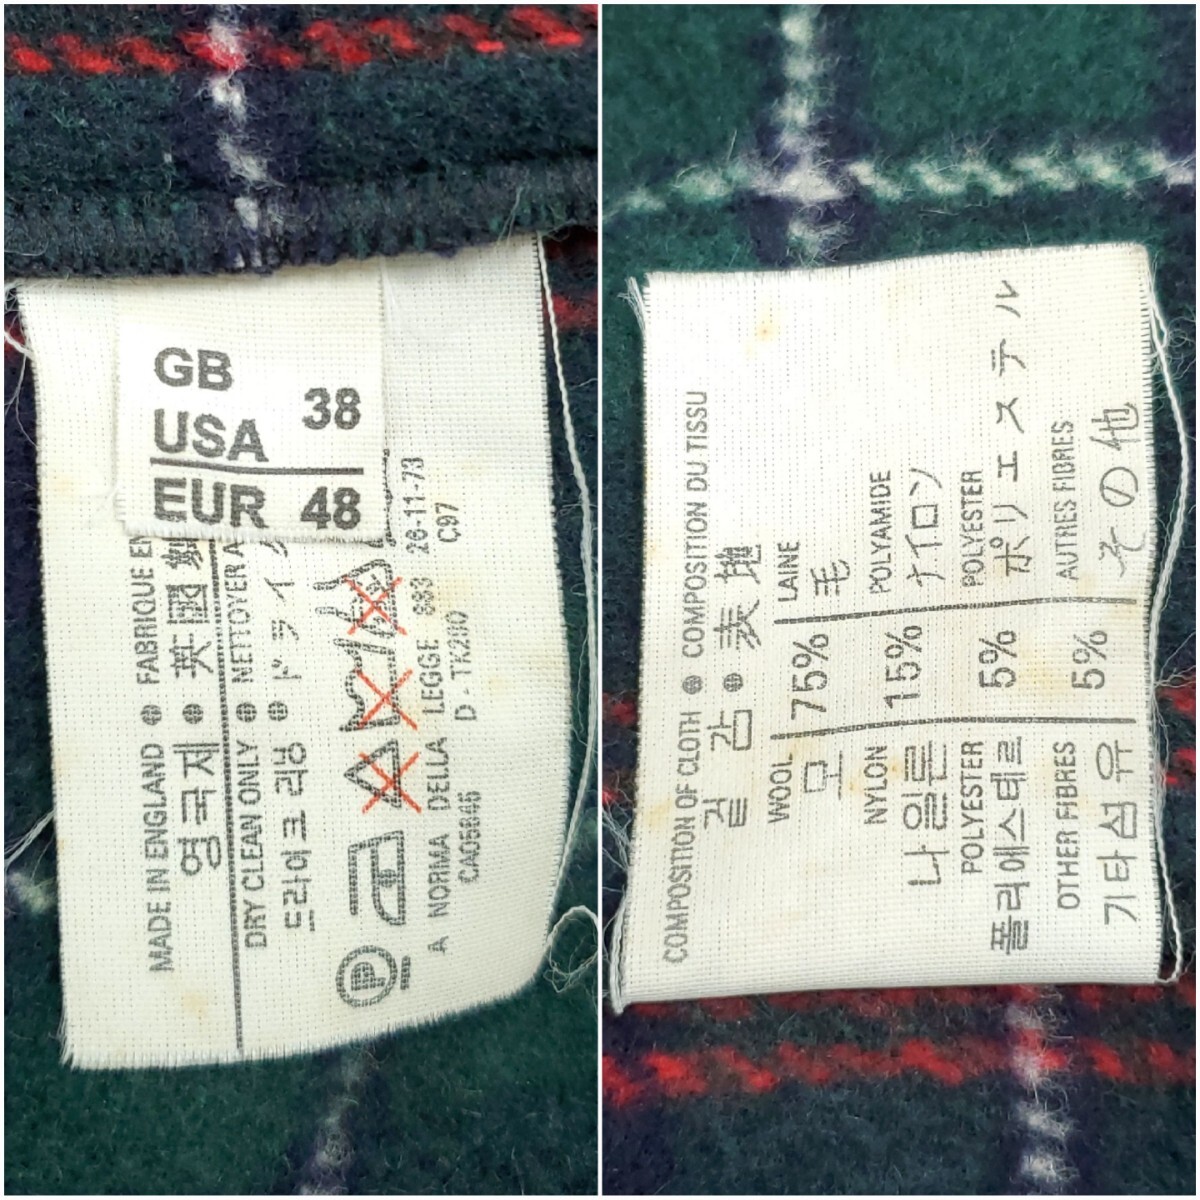 GB
USA
38
EUR 48
MADE IN ENGLAND ● FABRIQUE EN
영국제 ● 英國
DRY CLEAN ONLY ● NETTOYER A
드라이크리닝 ● ドライク
P
A NORMA DELLA LEGGE 883 26-11-73
CA05846 D - TK280 C97
COMPOSITION OF CLOTH ● COMPOSITION DU TISSU
겉감 ● 表地
WOOL 75% LAINE
모 毛
NYLON 15% POLYAMIDE
나일론 ナイロン
POLYESTER 5% POLYESTER
폴리에스테르 ポリエステル
OTHER FIBRES 5% AUTRES FIBRES
기타섬유 その他